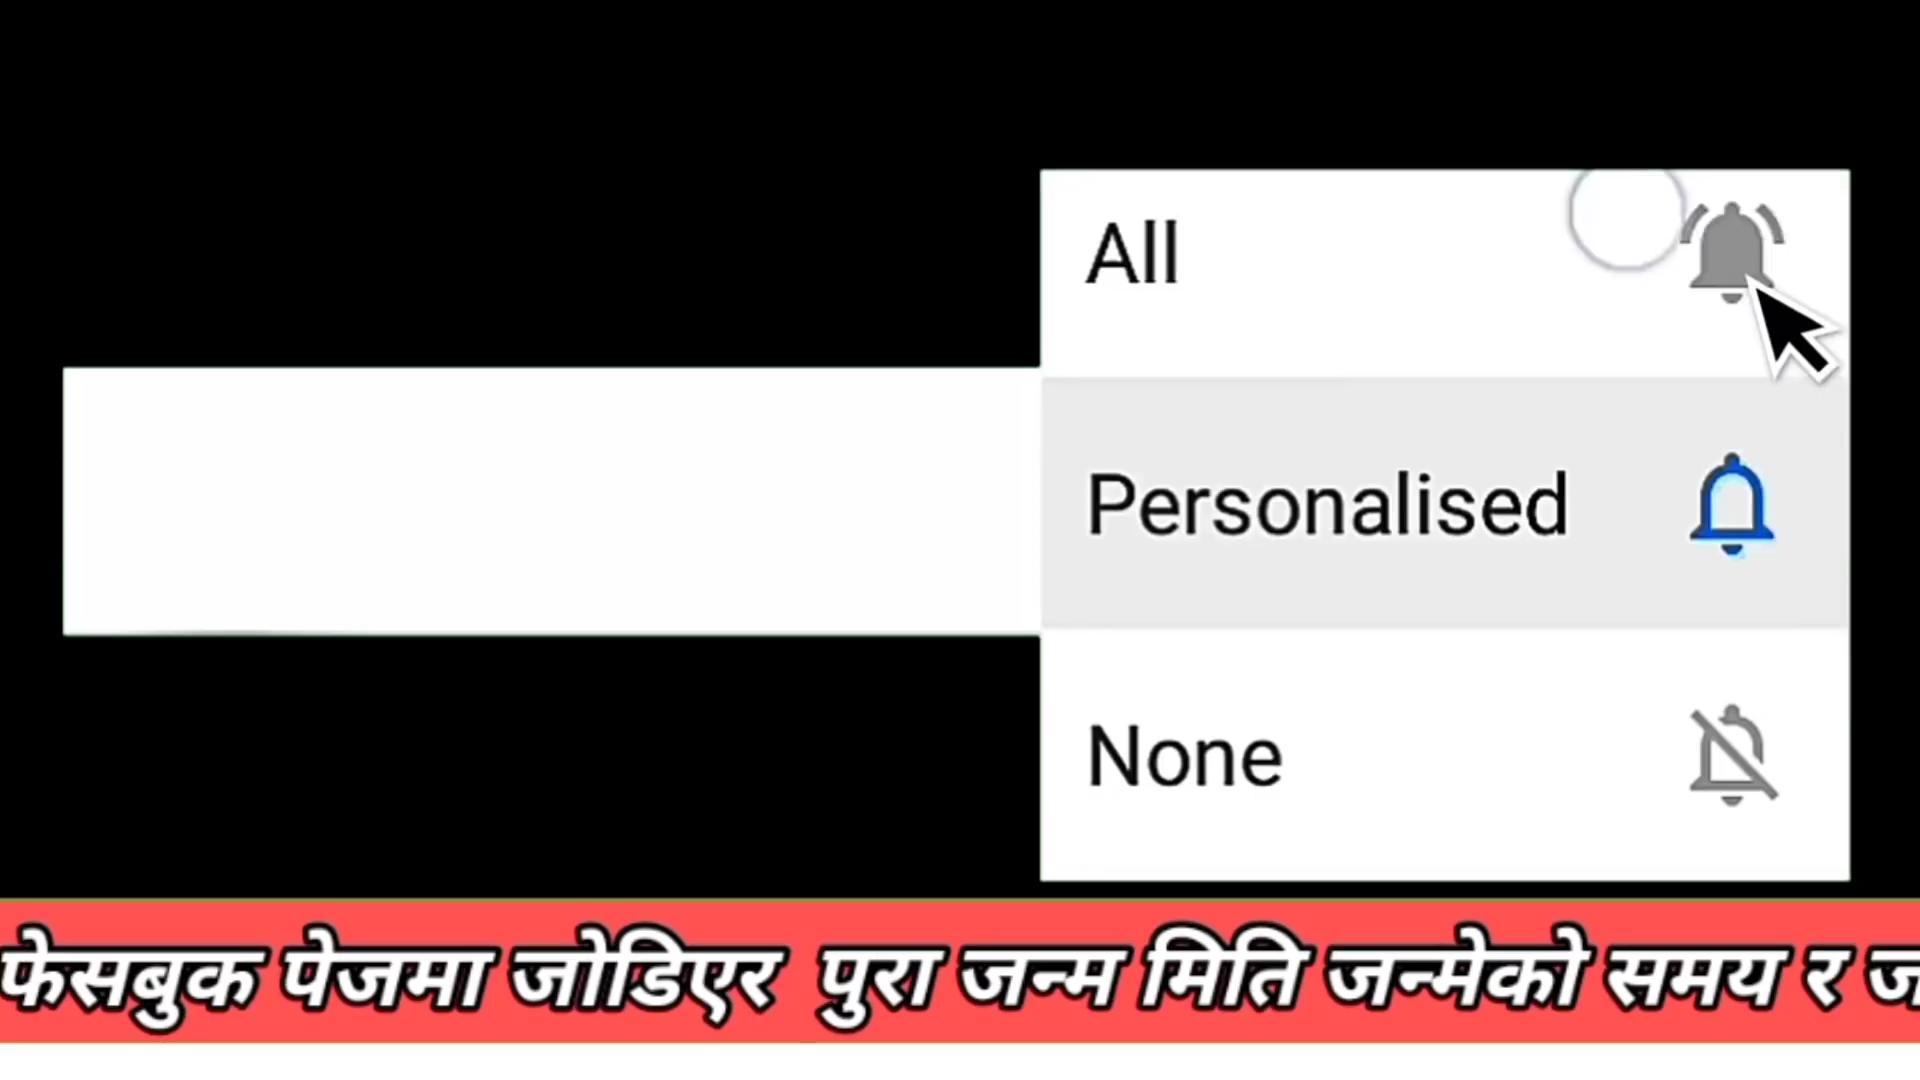 All
Personalised
None
फेसबुक पेजमा जोडिएर पुरा जन्म मिति जन्मेको समय र